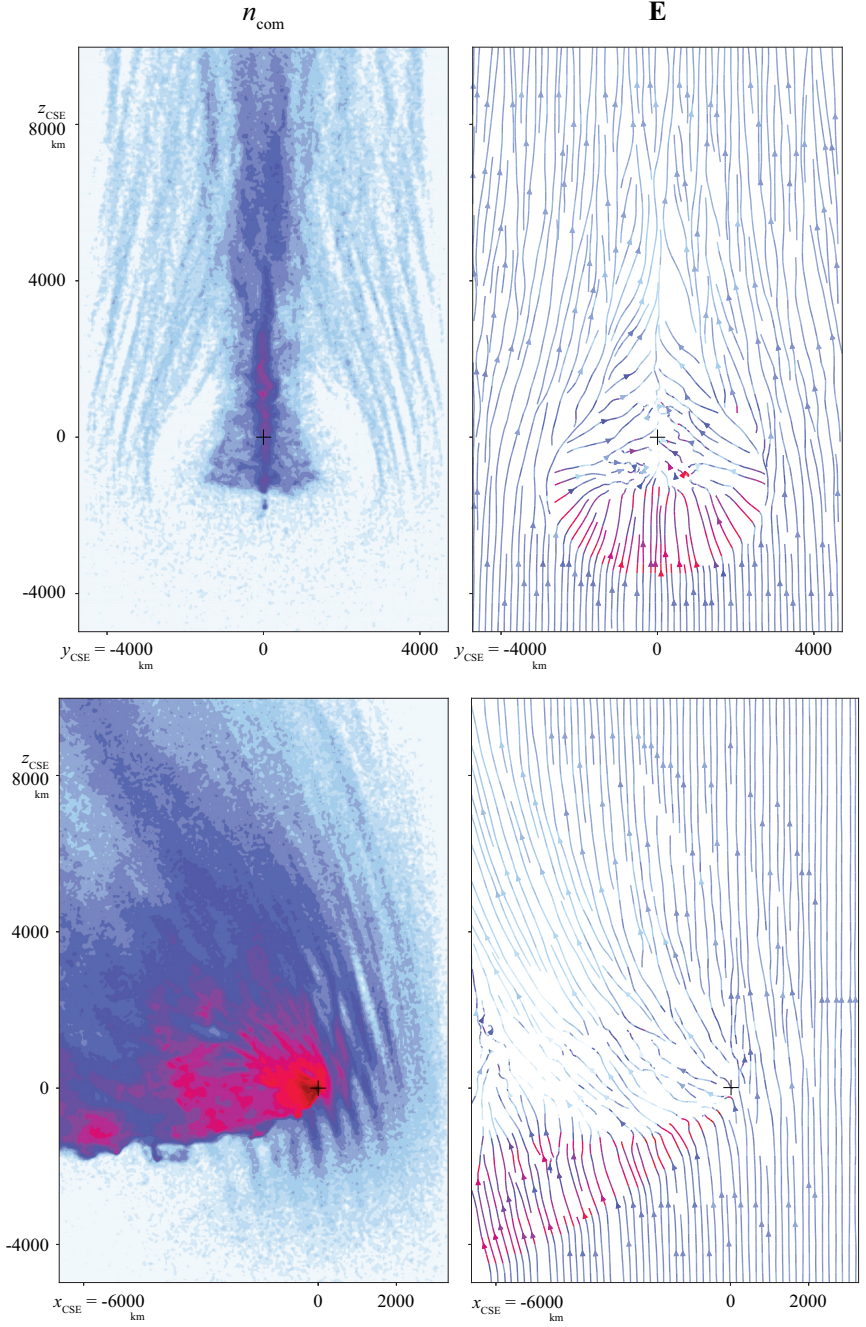 n_com E
z_CSE
8000
km
4000
0
-4000
y_CSE = -4000 0 4000 y_CSE = -4000 0 4000
km km
z_CSE
8000
km
4000
0
-4000
x_CSE = -6000 0 2000 x_CSE = -6000 0 2000
km km